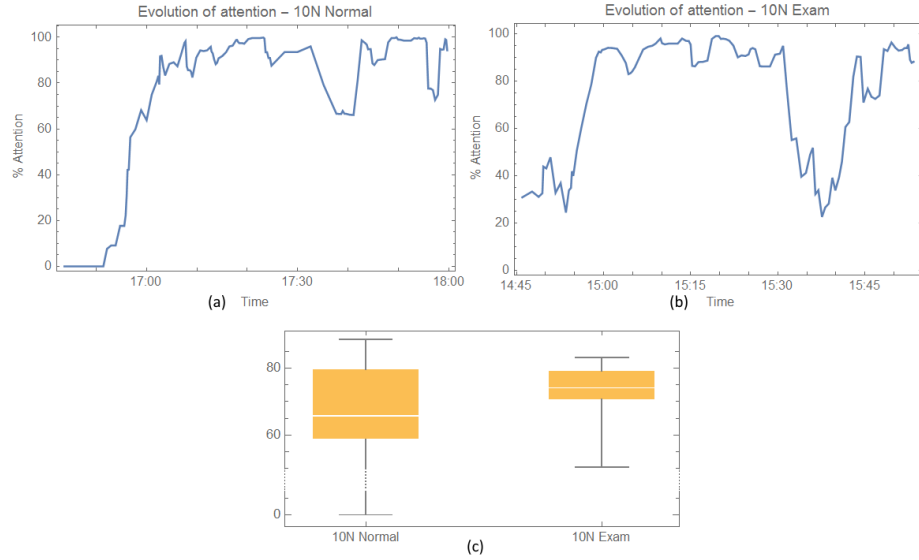 Evolution of attention – 10N Normal
% Attention
100
80
60
40
20
0
17:00
17:30
18:00
(a)
Time
Evolution of attention – 10N Exam
% Attention
100
80
60
40
20
0
14:45
15:00
15:15
15:30
15:45
(b)
Time
80
60
0
10N Normal
10N Exam
(c)